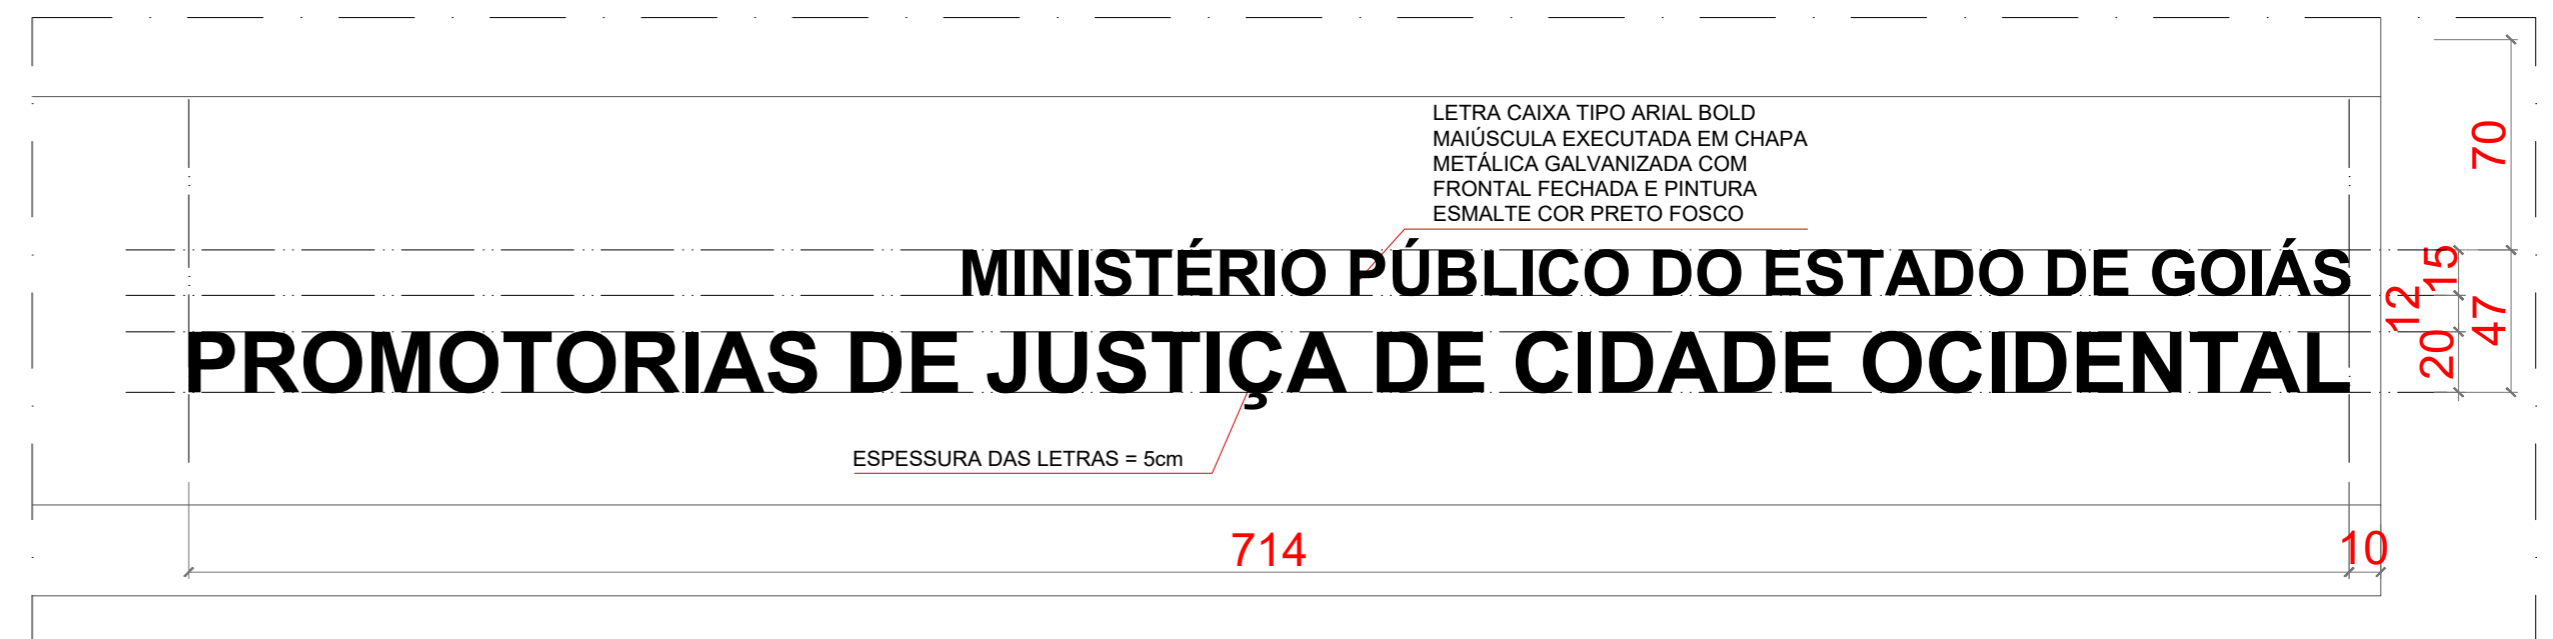 LETRA CAIXA TIPO ARIAL BOLD
MAIÚSCULA EXECUTADA EM CHAPA
METÁLICA GALVANIZADA COM
FRONTAL FECHADA E PINTURA
ESMALTE COR PRETO FOSCO
70
MINISTÉRIO PÚBLICO DO ESTADO DE GOIÁS
15
12
47
PROMOTORIAS DE JUSTIÇA DE CIDADE OCIDENTAL
20
ESPESSURA DAS LETRAS = 5cm
714
10